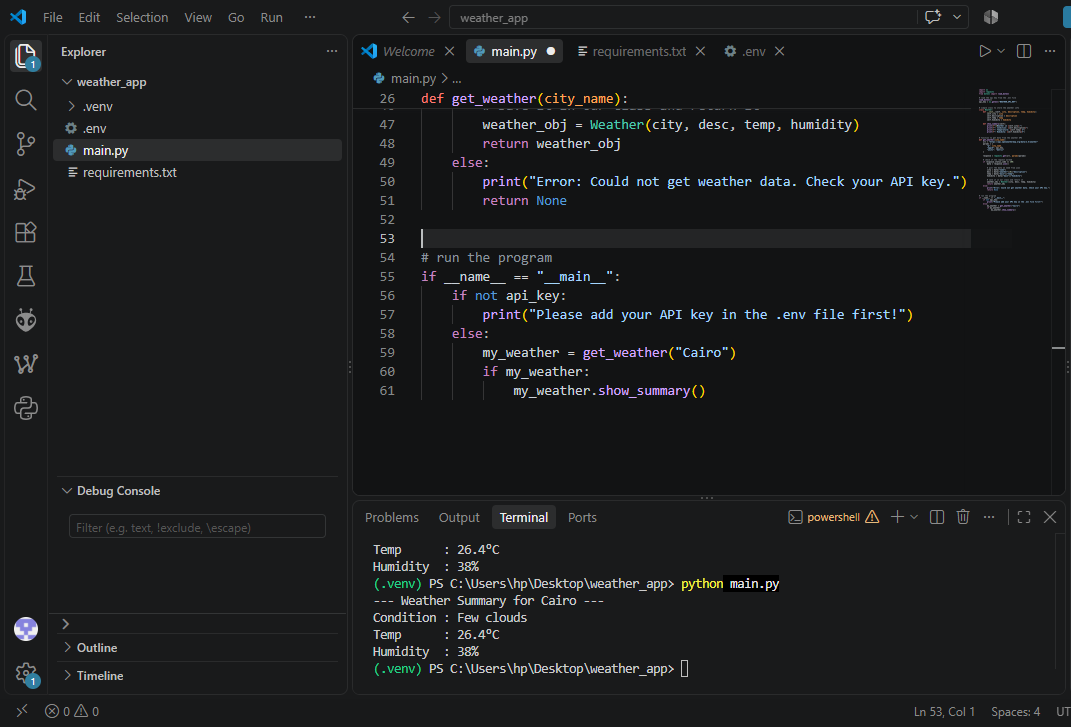 File Edit Selection View Go Run ···
weather_app
Explorer ···
weather_app
.venv
.env
main.py
requirements.txt
Debug Console
Filter (e.g. text, !exclude, \escape)
Outline
Timeline
1
1
Welcome
main.py
requirements.txt
.env
main.py > ...
26 def get_weather(city_name):
47 weather_obj = Weather(city, desc, temp, humidity)
48 return weather_obj
49 else:
50 print("Error: Could not get weather data. Check your API key.")
51 return None
52
53
54 # run the program
55 if __name__ == "__main__":
56 if not api_key:
57 print("Please add your API key in the .env file first!")
58 else:
59 my_weather = get_weather("Cairo")
60 if my_weather:
61 my_weather.show_summary()
Problems Output Terminal Ports
powershell
Temp : 26.4°C
Humidity : 38%
(.venv) PS C:\Users\hp\Desktop\weather_app> python main.py
--- Weather Summary for Cairo ---
Condition : Few clouds
Temp : 26.4°C
Humidity : 38%
(.venv) PS C:\Users\hp\Desktop\weather_app>
0 0
Ln 53, Col 1 Spaces: 4 UT